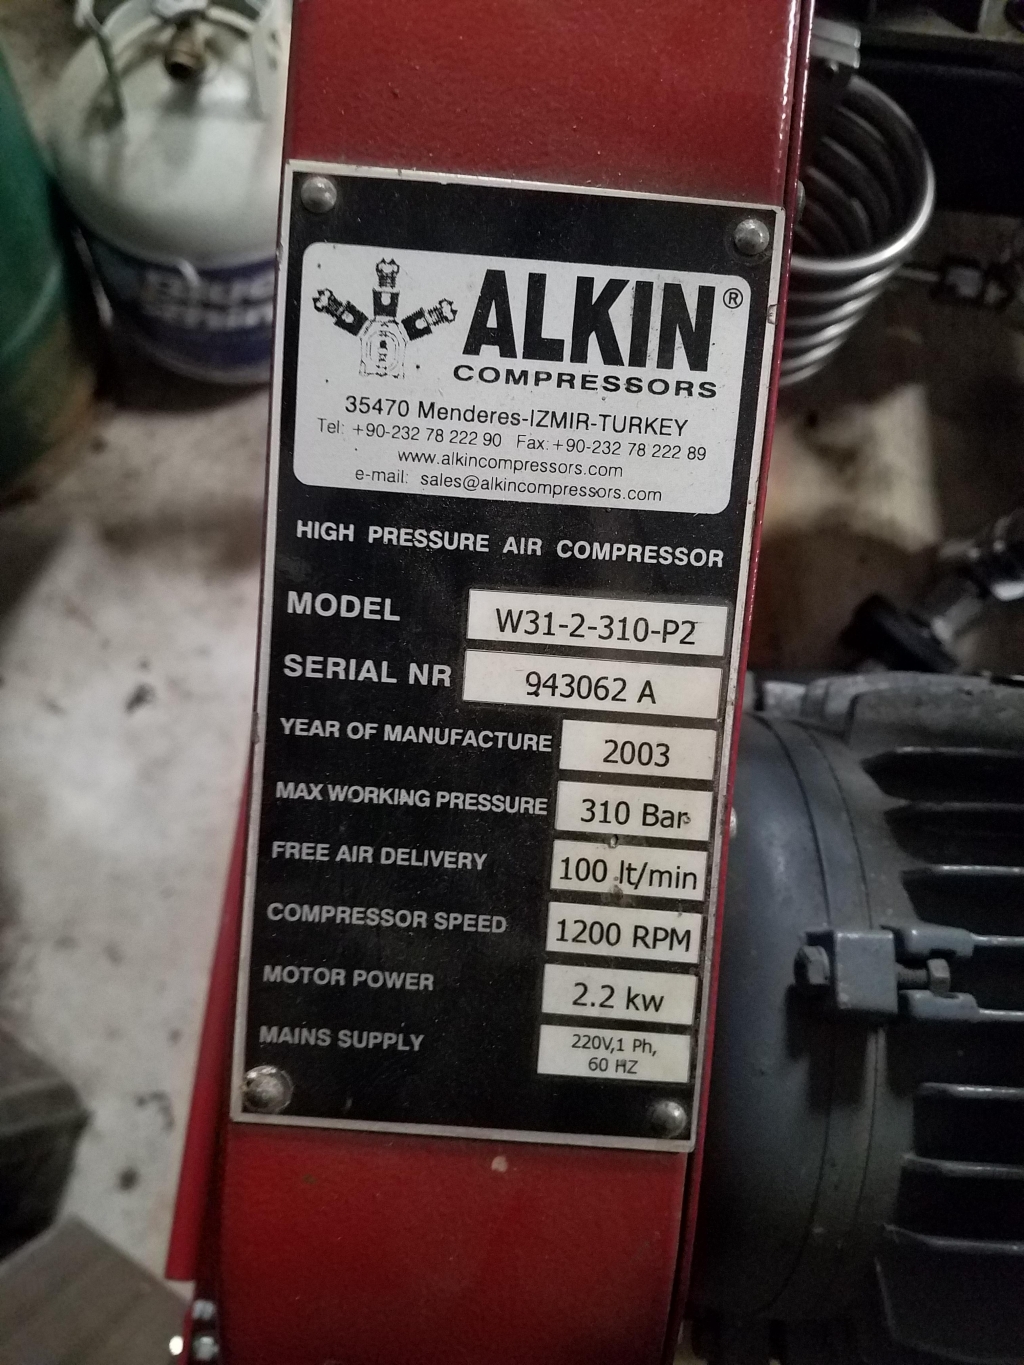 ALKIN®
COMPRESSORS
35470 Menderes-IZMIR-TURKEY
Tel: +90-232 78 222 90 Fax: +90-232 78 222 89
www.alkincompressors.com
e-mail: sales@alkincompressors.com
HIGH PRESSURE AIR COMPRESSOR
MODEL W31-2-310-P2
SERIAL NR 943062 A
YEAR OF MANUFACTURE 2003
MAX WORKING PRESSURE 310 Bar
FREE AIR DELIVERY 100 lt/min
COMPRESSOR SPEED 1200 RPM
MOTOR POWER 2.2 kw
MAINS SUPPLY 220V,1 Ph,
60 HZ